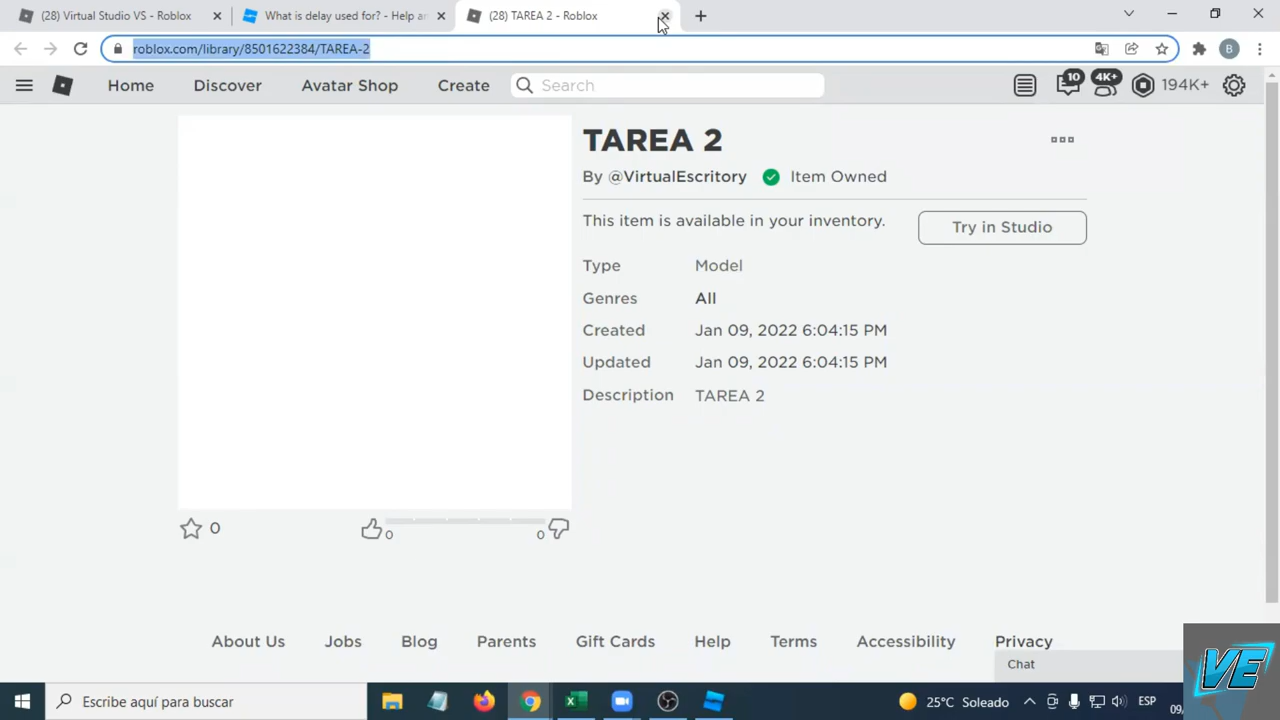 (28) Virtual Studio VS - Roblox
What is delay used for? - Help an
(28) TAREA 2 - Roblox
roblox.com/library/8501622384/TAREA-2
B
Home Discover Avatar Shop Create Search 10 4K+ 194K+
TAREA 2
By @VirtualEscritory Item Owned
This item is available in your inventory. Try in Studio
Type Model
Genres All
Created Jan 09, 2022 6:04:15 PM
Updated Jan 09, 2022 6:04:15 PM
Description TAREA 2
0 0 0
About Us Jobs Blog Parents Gift Cards Help Terms Accessibility Privacy
Chat
VE
Escribe aquí para buscar 25°C Soleado ESP
09/